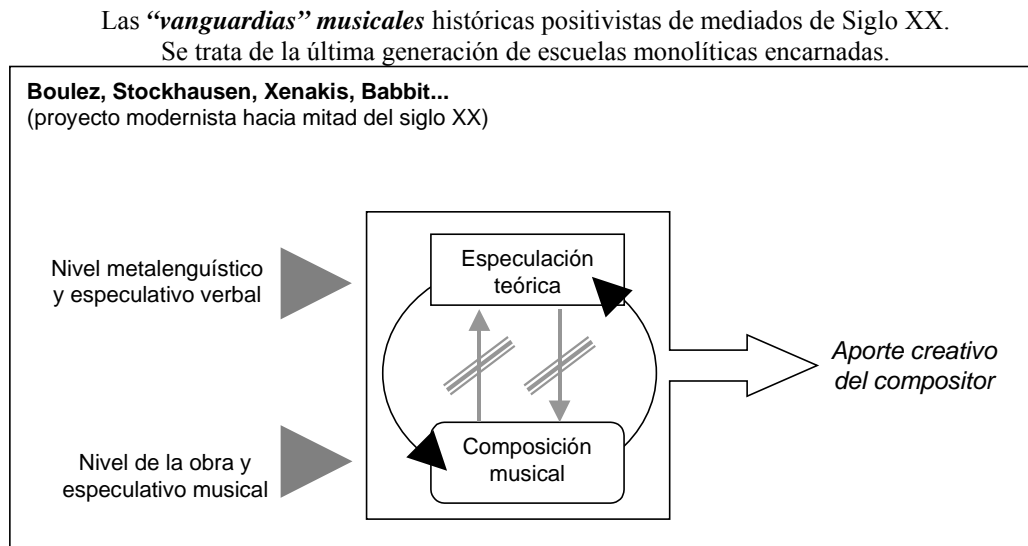 Las “vanguardias” musicales históricas positivistas de mediados de Siglo XX.
Se trata de la última generación de escuelas monolíticas encarnadas.
Boulez, Stockhausen, Xenakis, Babbit...
(proyecto modernista hacia mitad del siglo XX)
Nivel metalenguístico
y especulativo verbal
Especulación
teórica
Aporte creativo
del compositor
Nivel de la obra y
especulativo musical
Composición
musical